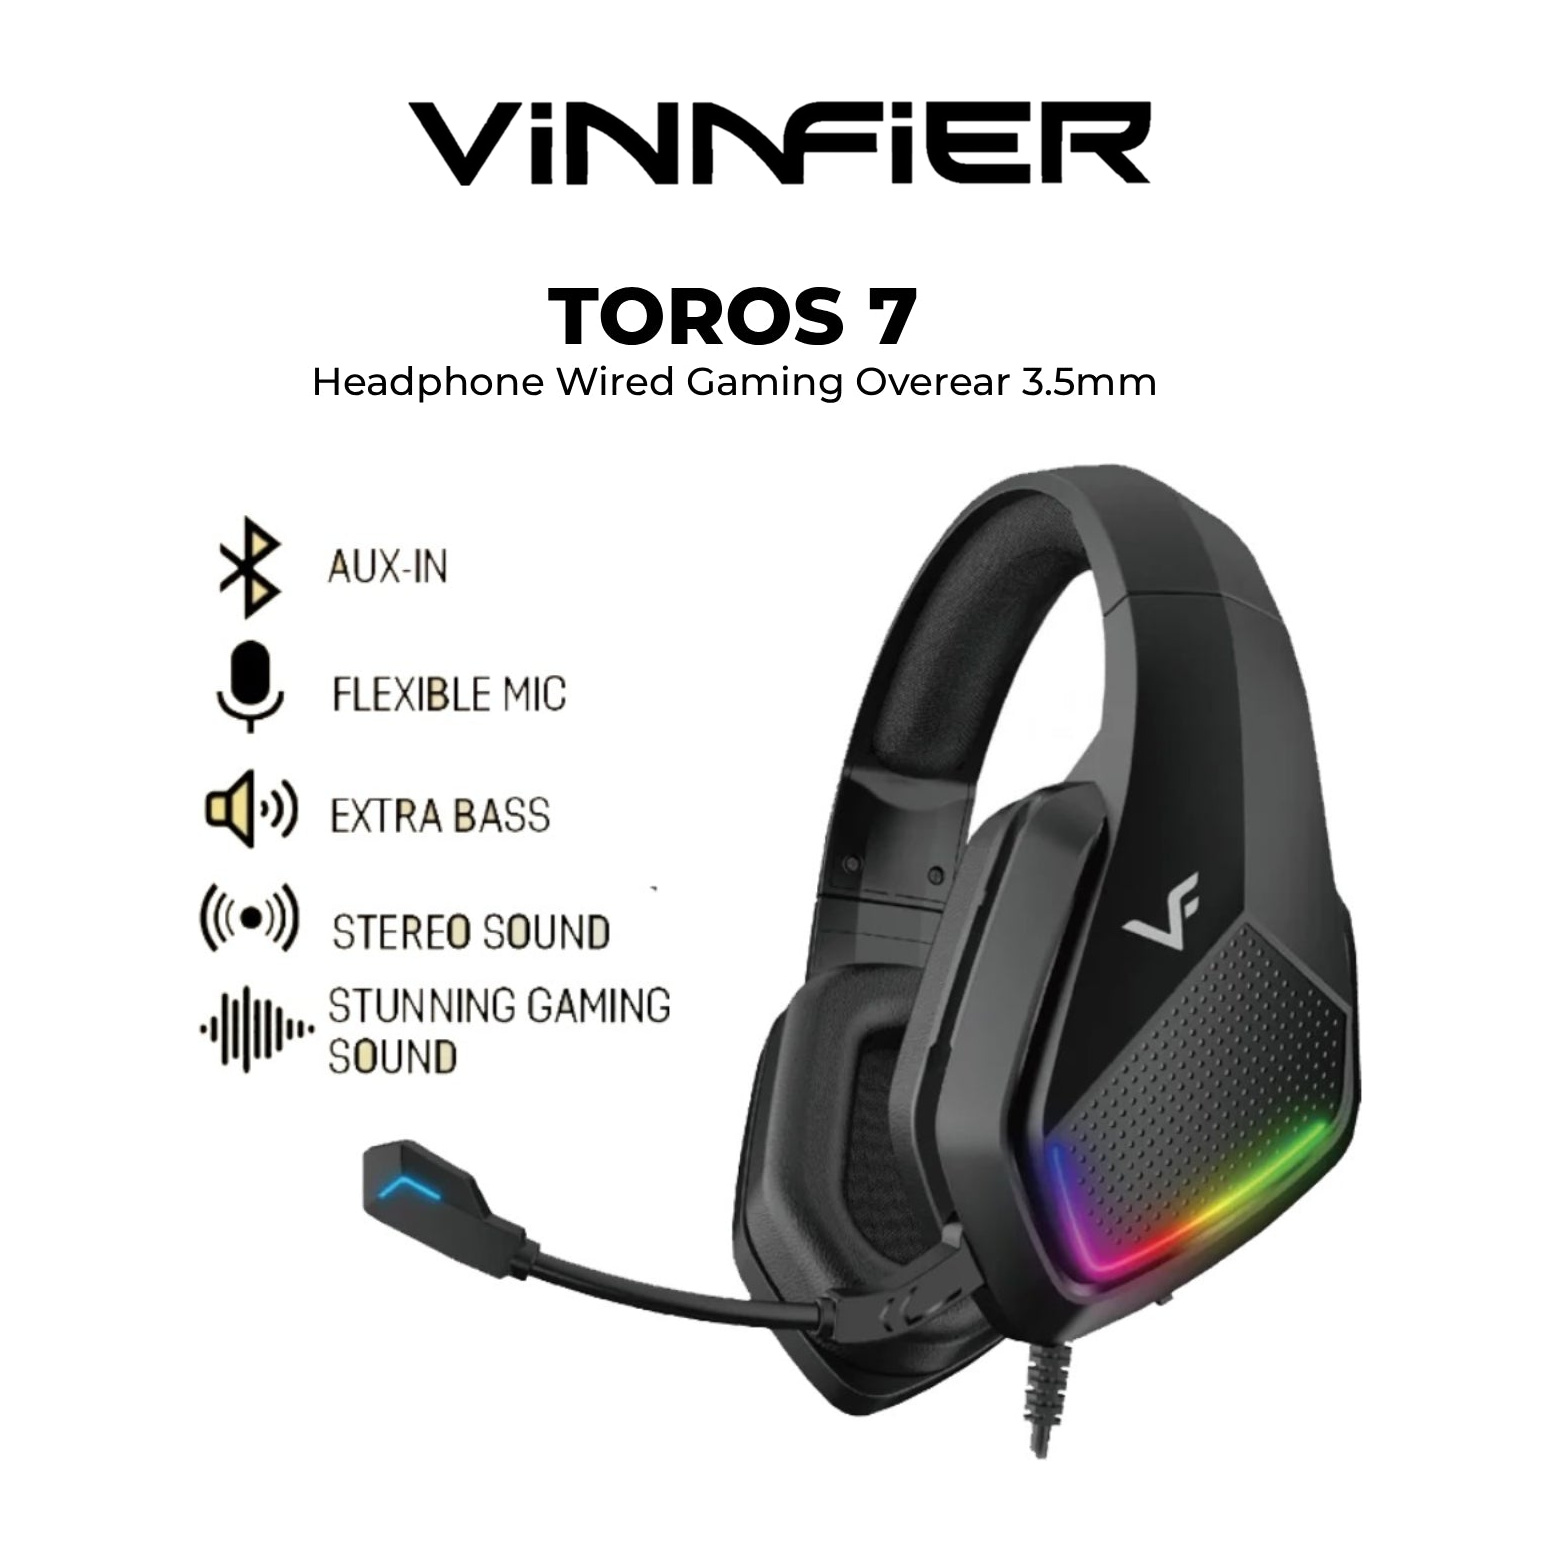 ViNNFiER
TOROS 7
Headphone Wired Gaming Overear 3.5mm
AUX-IN
FLEXIBLE MIC
EXTRA BASS
STEREO SOUND
STUNNING GAMING
SOUND
VF